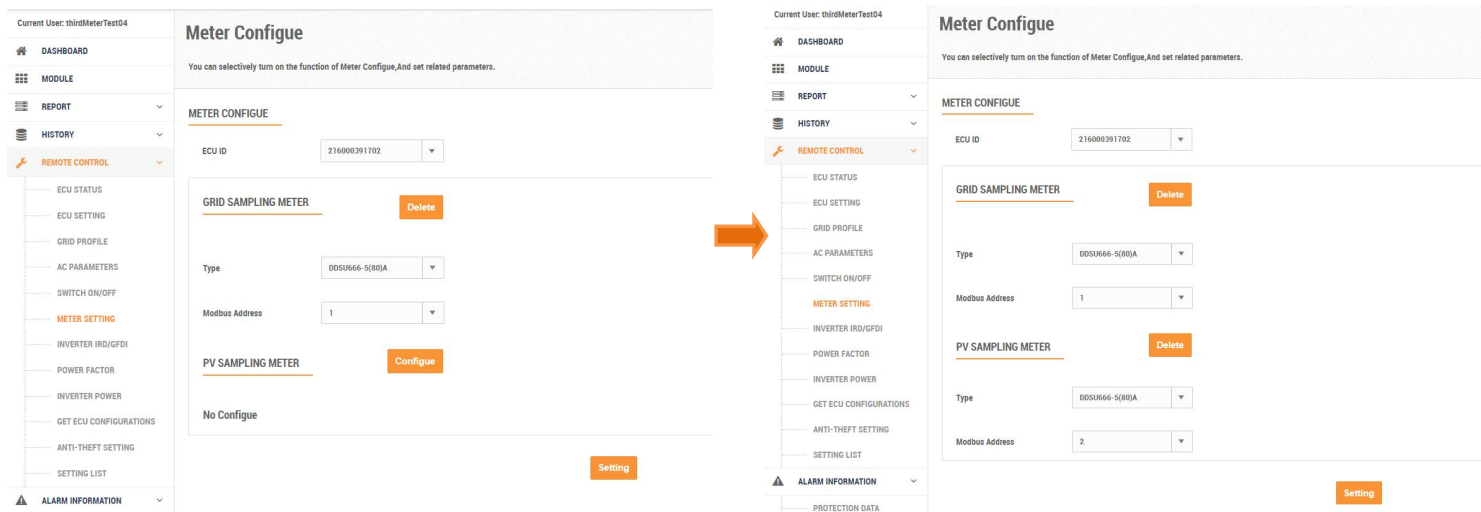 Current User: thirdMeterTest04
DASHBOARD
MODULE
REPORT
HISTORY
REMOTE CONTROL
ECU STATUS
ECU SETTING
GRID PROFILE
AC PARAMETERS
SWITCH ON/OFF
METER SETTING
INVERTER IRD/GFDI
POWER FACTOR
INVERTER POWER
GET ECU CONFIGURATIONS
ANTI-THEFT SETTING
SETTING LIST
ALARM INFORMATION
Meter Configue
You can selectively turn on the function of Meter Configue,And set related parameters.
METER CONFIGUE
ECU ID 216000391702
GRID SAMPLING METER Delete
Type DDSU666-5(80)A
Modbus Address 1
PV SAMPLING METER Configue
No Configue
Setting
Current User: thirdMeterTest04
DASHBOARD
MODULE
REPORT
HISTORY
REMOTE CONTROL
ECU STATUS
ECU SETTING
GRID PROFILE
AC PARAMETERS
SWITCH ON/OFF
METER SETTING
INVERTER IRD/GFDI
POWER FACTOR
INVERTER POWER
GET ECU CONFIGURATIONS
ANTI-THEFT SETTING
SETTING LIST
ALARM INFORMATION
PROTECTION DATA
Meter Configue
You can selectively turn on the function of Meter Configue,And set related parameters.
METER CONFIGUE
ECU ID 216000391702
GRID SAMPLING METER Delete
Type DDSU666-5(80)A
Modbus Address 1
PV SAMPLING METER Delete
Type DDSU666-5(80)A
Modbus Address 2
Setting